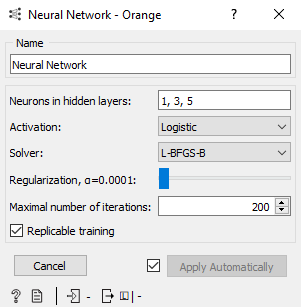 Neural Network - Orange ? X
Name
Neural Network
Neurons in hidden layers: 1, 3, 5
Activation: Logistic
Solver: L-BFGS-B
Regularization, α=0.0001:
Maximal number of iterations: 200
Replicable training
Cancel Apply Automatically
? - | -